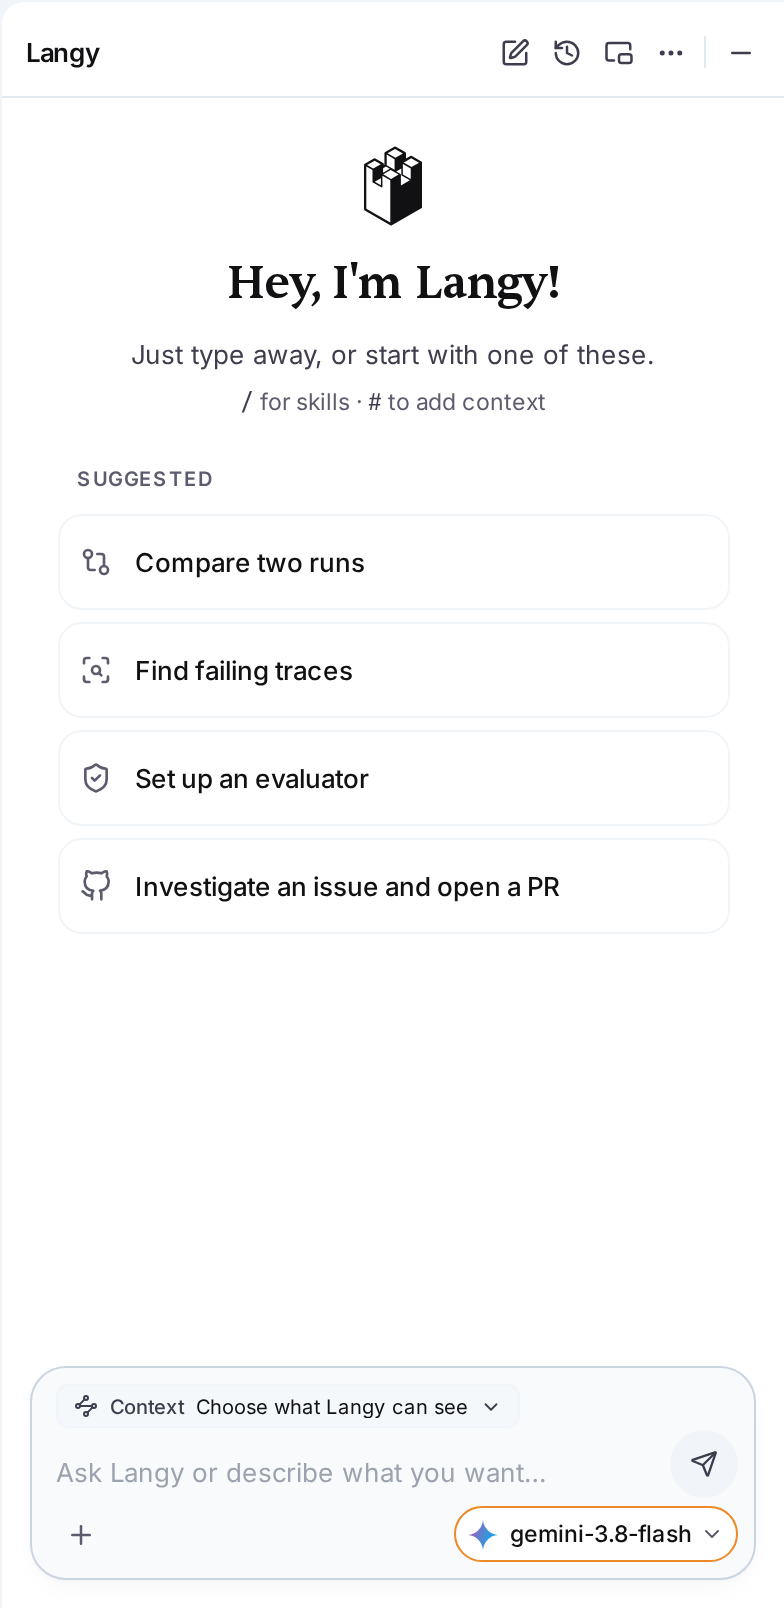 Langy
Hey, I'm Langy!
Just type away, or start with one of these.
/ for skills · # to add context
SUGGESTED
Compare two runs
Find failing traces
Set up an evaluator
Investigate an issue and open a PR
Context Choose what Langy can see
Ask Langy or describe what you want...
gemini-3.8-flash